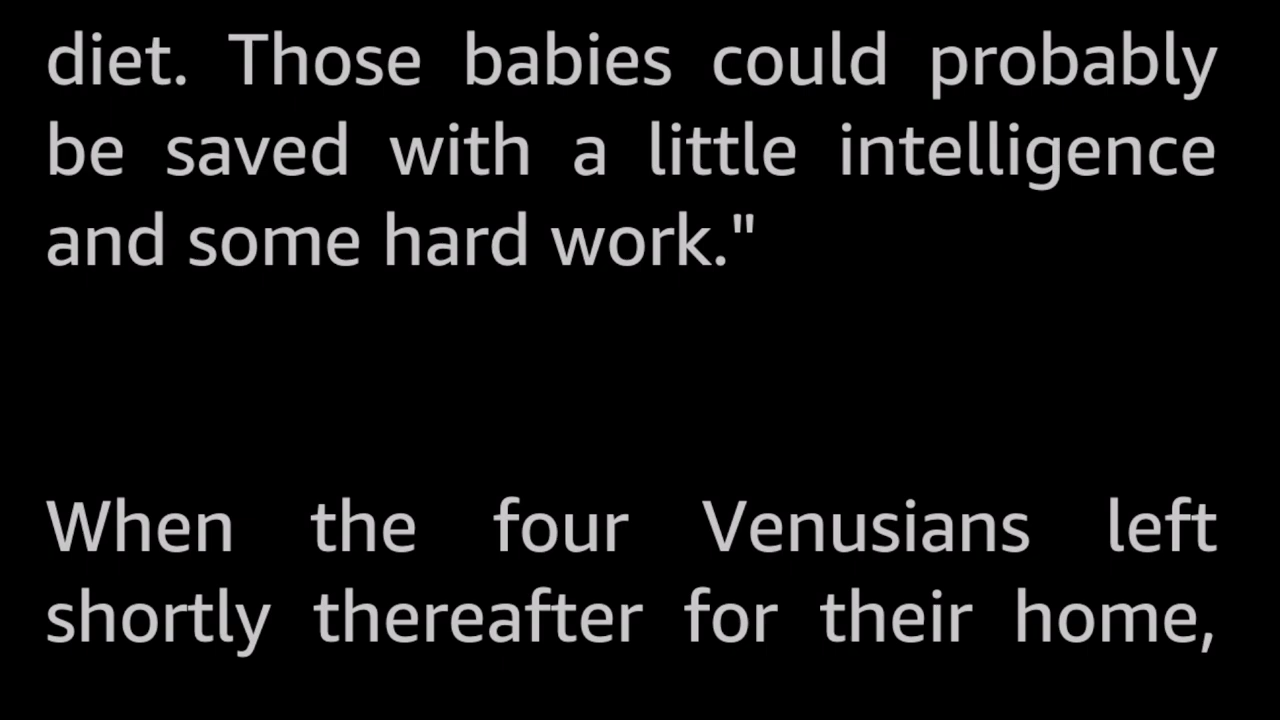 diet. Those babies could probably
be saved with a little intelligence
and some hard work."
When the four Venusians left
shortly thereafter for their home,